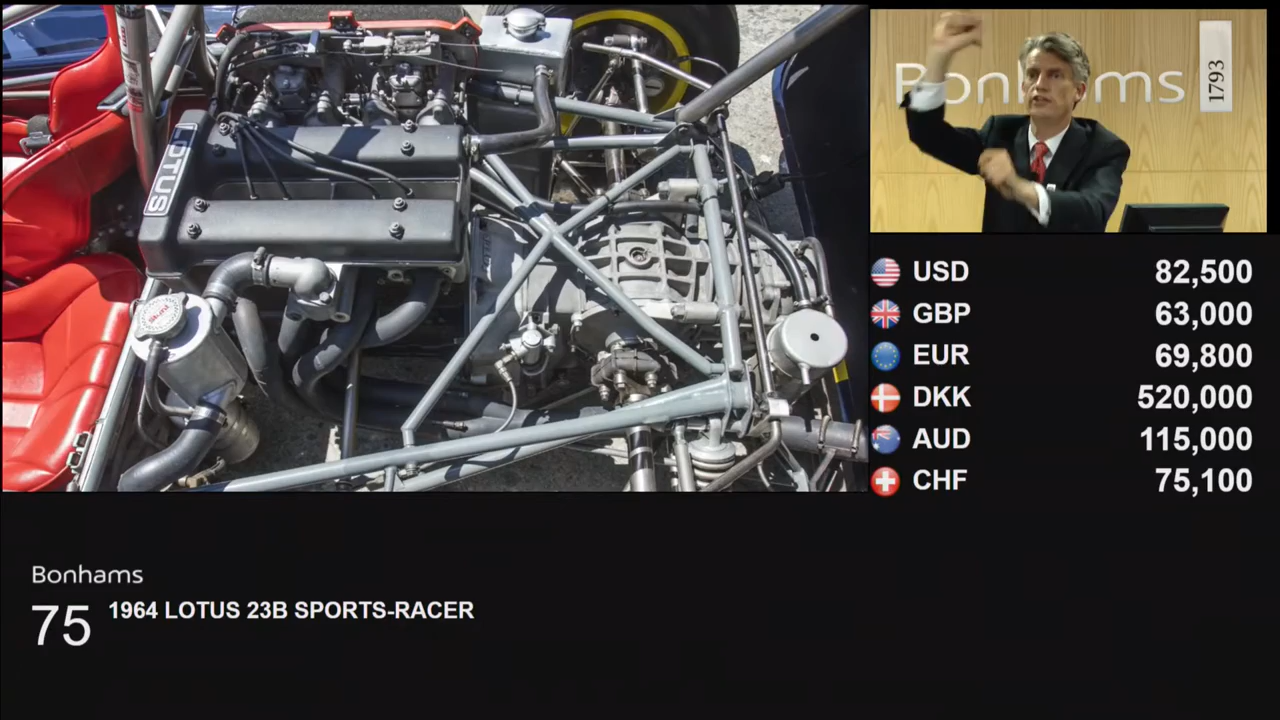 LOTUS
Bonhams
1793
USD 82,500
GBP 63,000
EUR 69,800
DKK 520,000
AUD 115,000
CHF 75,100
Bonhams
75 1964 LOTUS 23B SPORTS-RACER